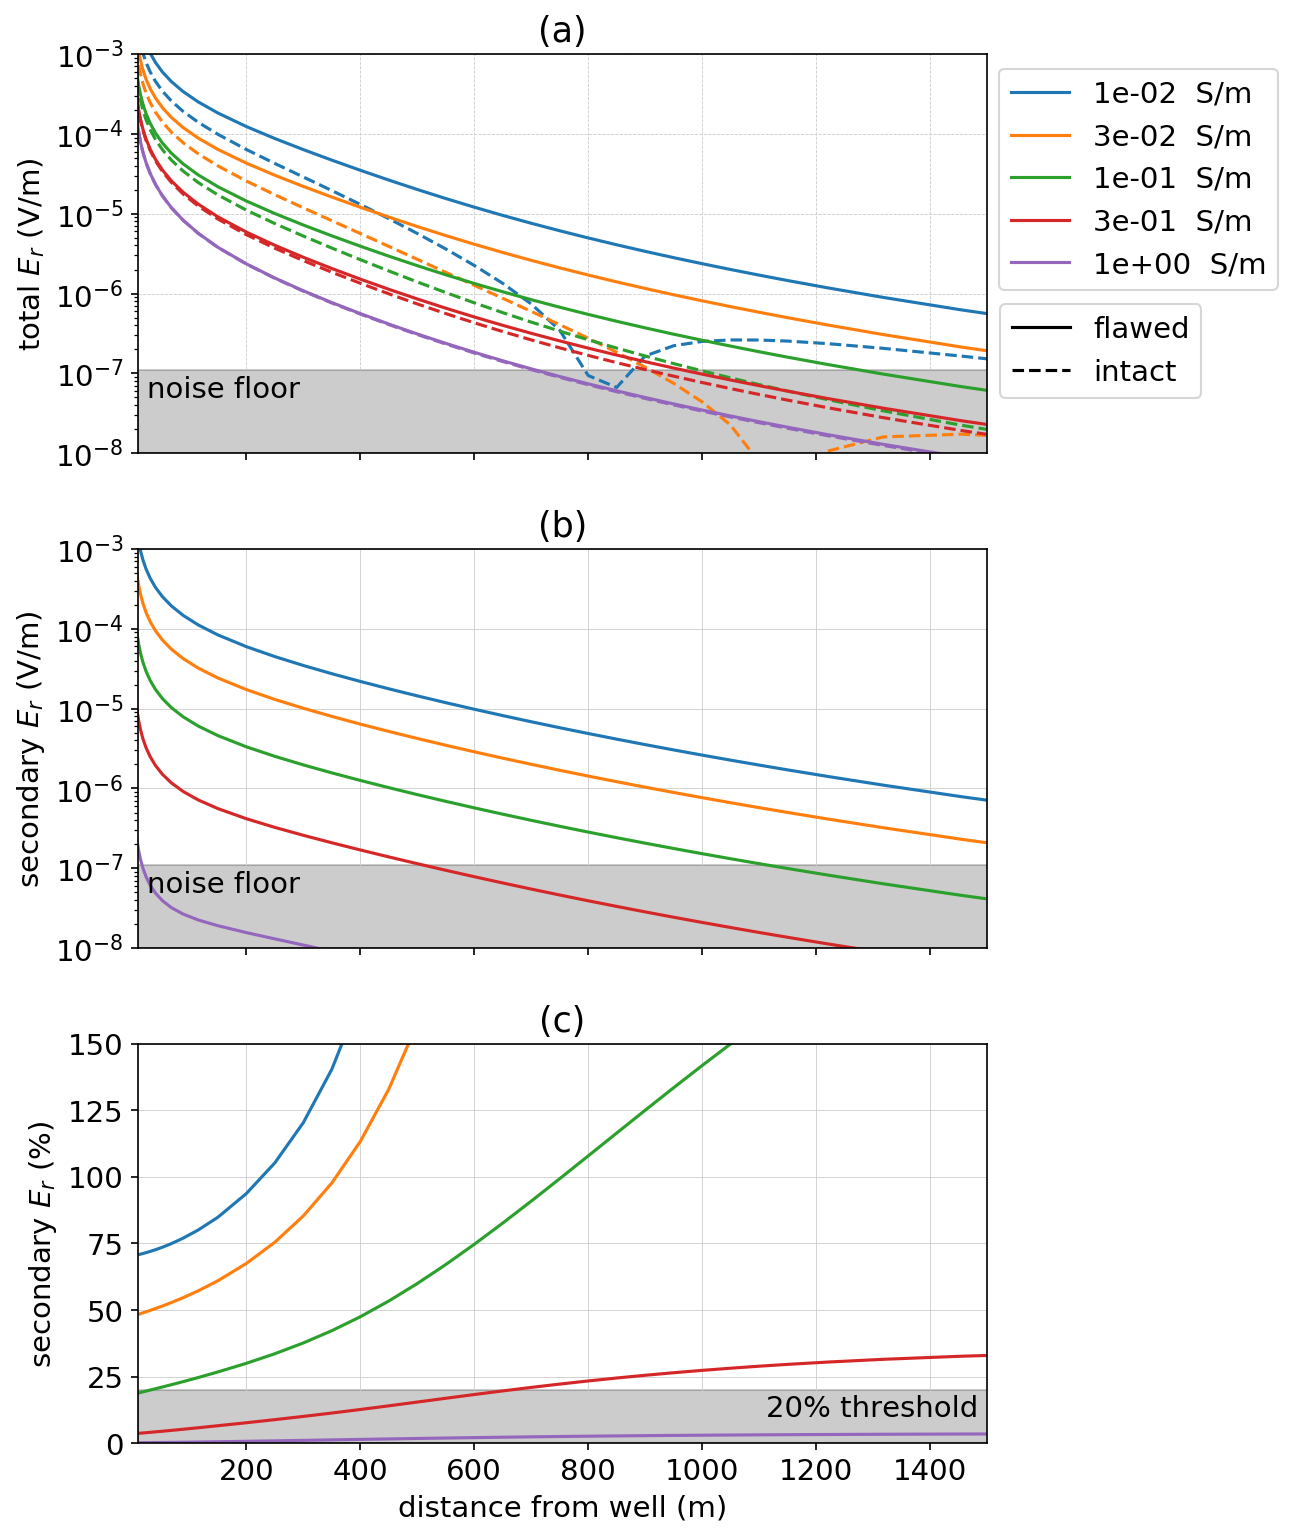 (a)
10⁻³
10⁻⁴
10⁻⁵
10⁻⁶
10⁻⁷
10⁻⁸
total E_r (V/m)
noise floor
1e-02 S/m
3e-02 S/m
1e-01 S/m
3e-01 S/m
1e+00 S/m
flawed
intact
(b)
10⁻³
10⁻⁴
10⁻⁵
10⁻⁶
10⁻⁷
10⁻⁸
secondary E_r (V/m)
noise floor
(c)
150
125
100
75
50
25
0
secondary E_r (%)
20% threshold
200 400 600 800 1000 1200 1400
distance from well (m)